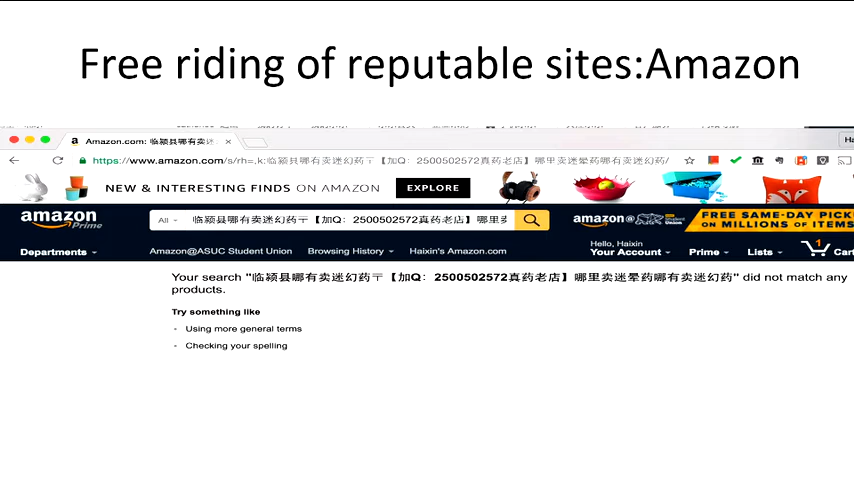 Free riding of reputable sites:Amazon
Amazon.com: 临颍县哪有卖迷
https://www.amazon.com/s/rh=,k:临颍县哪有卖迷幻药〒【加Q：2500502572真药老店】哪里卖迷晕药哪有卖迷幻药/
NEW & INTERESTING FINDS ON AMAZON EXPLORE
amazon Prime
All 临颍县哪有卖迷幻药〒【加Q：2500502572真药老店】哪里
amazon@ Student Union
FREE SAME-DAY PICK
ON MILLIONS OF ITEMS
Departments Amazon@ASUC Student Union Browsing History Haixin's Amazon.com
Hello, Haixin
Your Account Prime Lists 1 Cart
Your search "临颍县哪有卖迷幻药〒【加Q：2500502572真药老店】哪里卖迷晕药哪有卖迷幻药" did not match any
products.
Try something like
- Using more general terms
- Checking your spelling